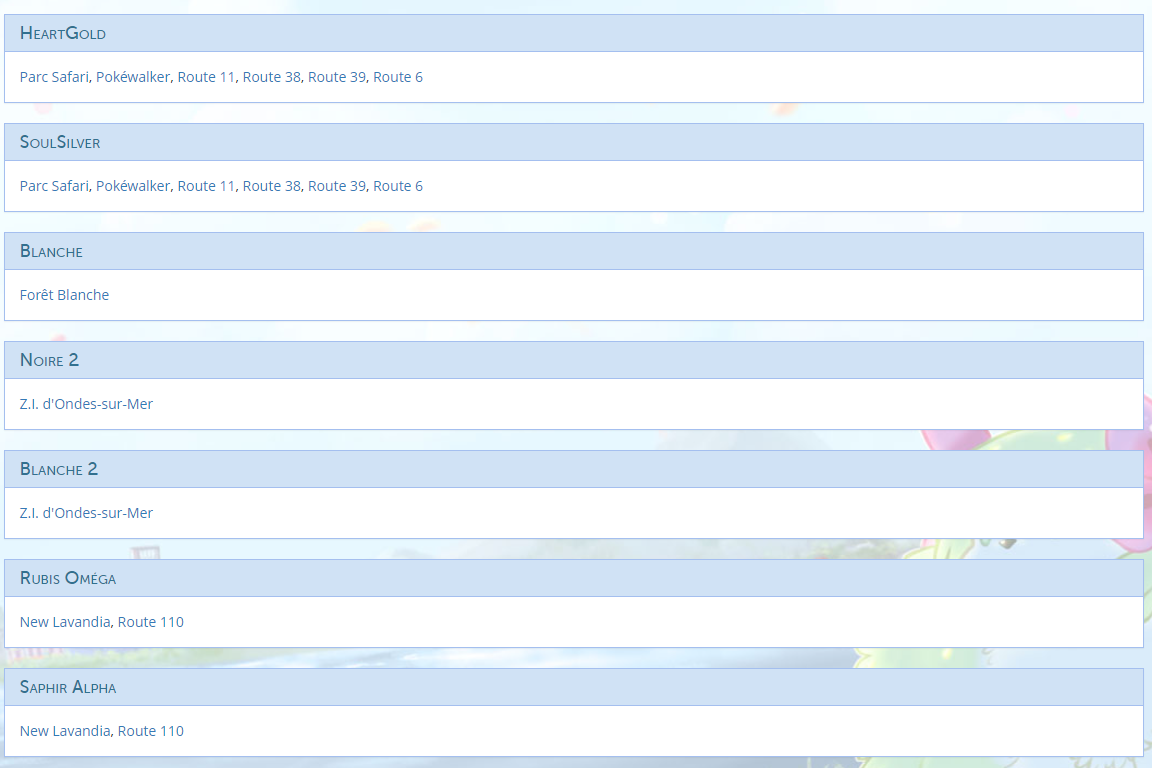 HeartGold
Parc Safari, Pokéwalker, Route 11, Route 38, Route 39, Route 6
SoulSilver
Parc Safari, Pokéwalker, Route 11, Route 38, Route 39, Route 6
Blanche
Forêt Blanche
Noire 2
Z.I. d'Ondes-sur-Mer
Blanche 2
Z.I. d'Ondes-sur-Mer
Rubis Oméga
New Lavandia, Route 110
Saphir Alpha
New Lavandia, Route 110